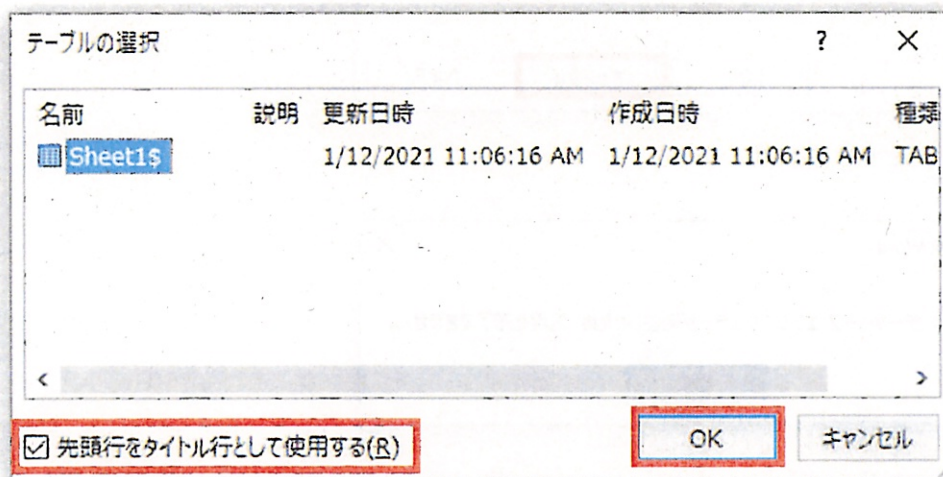 テーブルの選択 ? ×
名前 説明 更新日時 作成日時 種類
Sheet1$ 1/12/2021 11:06:16 AM 1/12/2021 11:06:16 AM TAB
先頭行をタイトル行として使用する(R) OK キャンセル